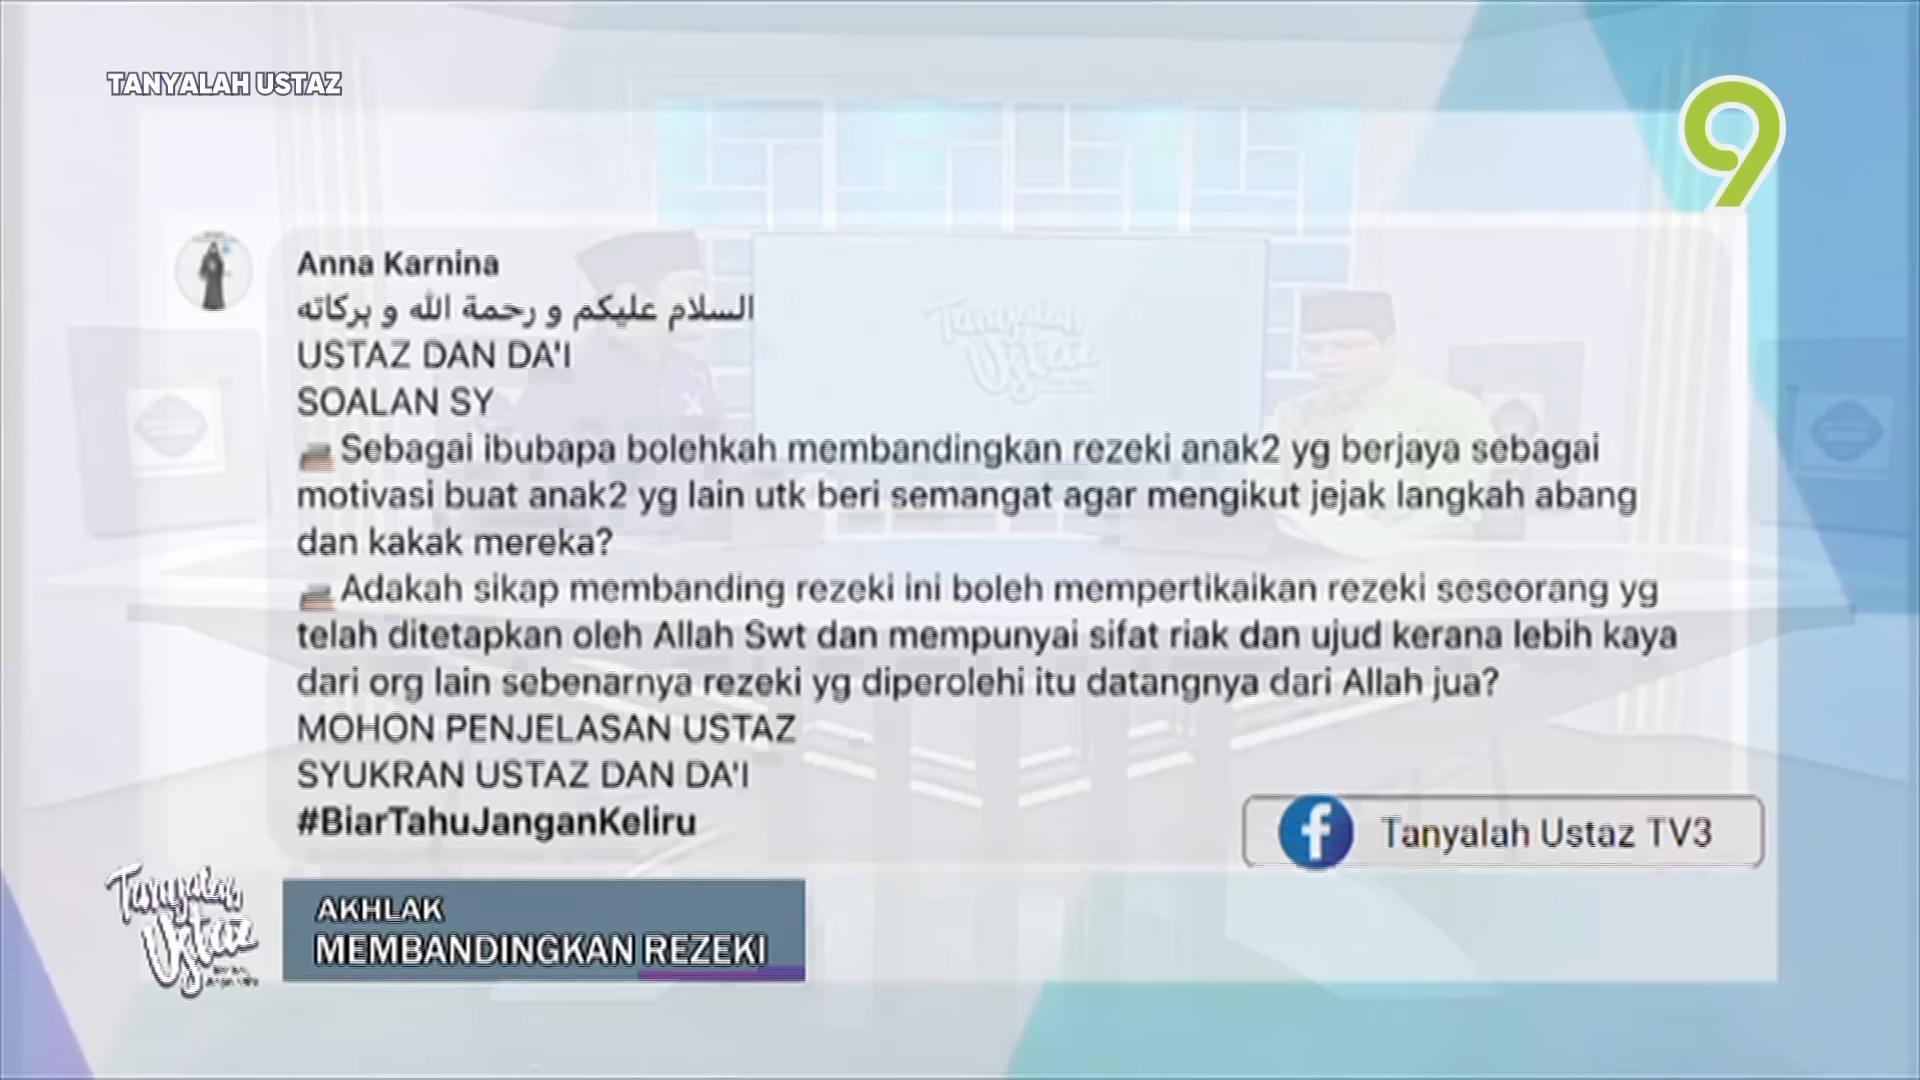 TANYALAH USTAZ
9
Anna Karnina
السلام عليكم و رحمة الله و بركاته
USTAZ DAN DA'I
SOALAN SY
Sebagai ibubapa bolehkah membandingkan rezeki anak2 yg berjaya sebagai
motivasi buat anak2 yg lain utk beri semangat agar mengikut jejak langkah abang
dan kakak mereka?
Adakah sikap membanding rezeki ini boleh mempertikaikan rezeki seseorang yg
telah ditetapkan oleh Allah Swt dan mempunyai sifat riak dan ujud kerana lebih kaya
dari org lain sebenarnya rezeki yg diperolehi itu datangnya dari Allah jua?
MOHON PENJELASAN USTAZ
SYUKRAN USTAZ DAN DA'I
#BiarTahuJanganKeliru
Tanyalah Ustaz TV3
Tanyalah
Ustaz
AKHLAK
MEMBANDINGKAN REZEKI
Tanyalah
Ustaz